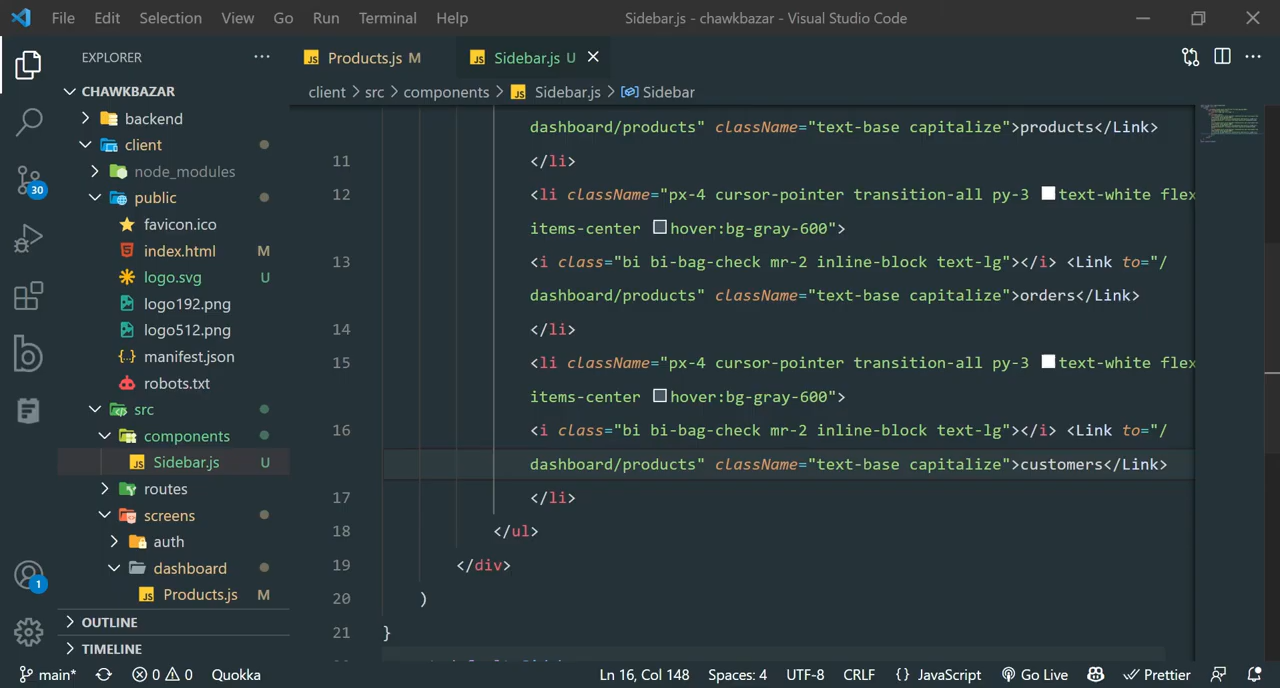 File Edit Selection View Go Run Terminal Help
Sidebar.js - chawkbazar - Visual Studio Code
EXPLORER
Products.js M
Sidebar.js U
CHAWKBAZAR
client > src > components > Sidebar.js > Sidebar
backend
client
node_modules
public
favicon.ico
index.html M
logo.svg U
logo192.png
logo512.png
manifest.json
robots.txt
src
components
Sidebar.js U
routes
screens
auth
dashboard
Products.js M
OUTLINE
TIMELINE
30
1
dashboard/products" className="text-base capitalize">products</Link>
11 </li>
12 <li className="px-4 cursor-pointer transition-all py-3 text-white flex
items-center hover:bg-gray-600">
13 <i class="bi bi-bag-check mr-2 inline-block text-lg"></i> <Link to="/
dashboard/products" className="text-base capitalize">orders</Link>
14 </li>
15 <li className="px-4 cursor-pointer transition-all py-3 text-white flex
items-center hover:bg-gray-600">
16 <i class="bi bi-bag-check mr-2 inline-block text-lg"></i> <Link to="/
dashboard/products" className="text-base capitalize">customers</Link>
17 </li>
18 </ul>
19 </div>
20 )
21 }
main* 0 0 Quokka Ln 16, Col 148 Spaces: 4 UTF-8 CRLF {} JavaScript Go Live Prettier